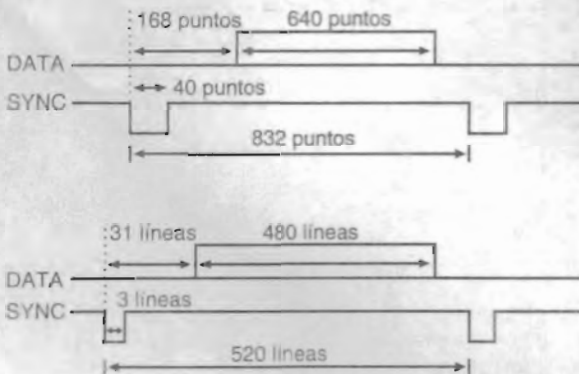 168 puntos 640 puntos
DATA
SYNC 40 puntos
832 puntos
31 líneas 480 líneas
DATA
SYNC 3 líneas
520 lineas